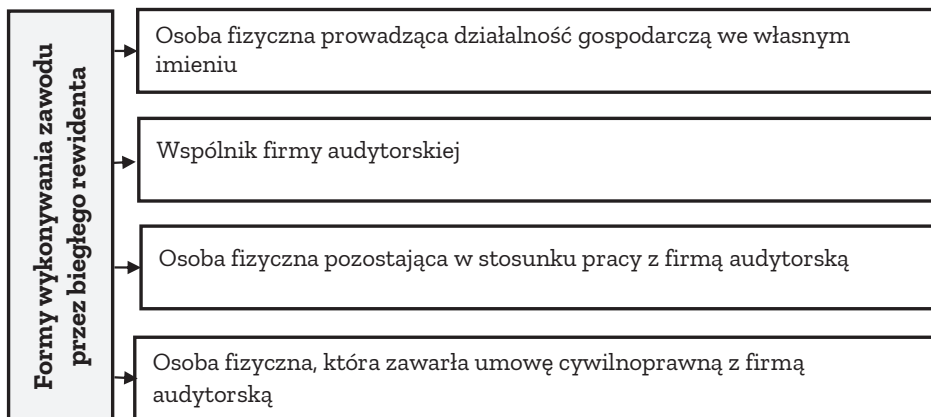 Formy wykonywania zawodu
przez biegłego rewidenta
Osoba fizyczna prowadząca działalność gospodarczą we własnym
imieniu
Wspólnik firmy audytorskiej
Osoba fizyczna pozostająca w stosunku pracy z firmą audytorską
Osoba fizyczna, która zawarła umowę cywilnoprawną z firmą
audytorską